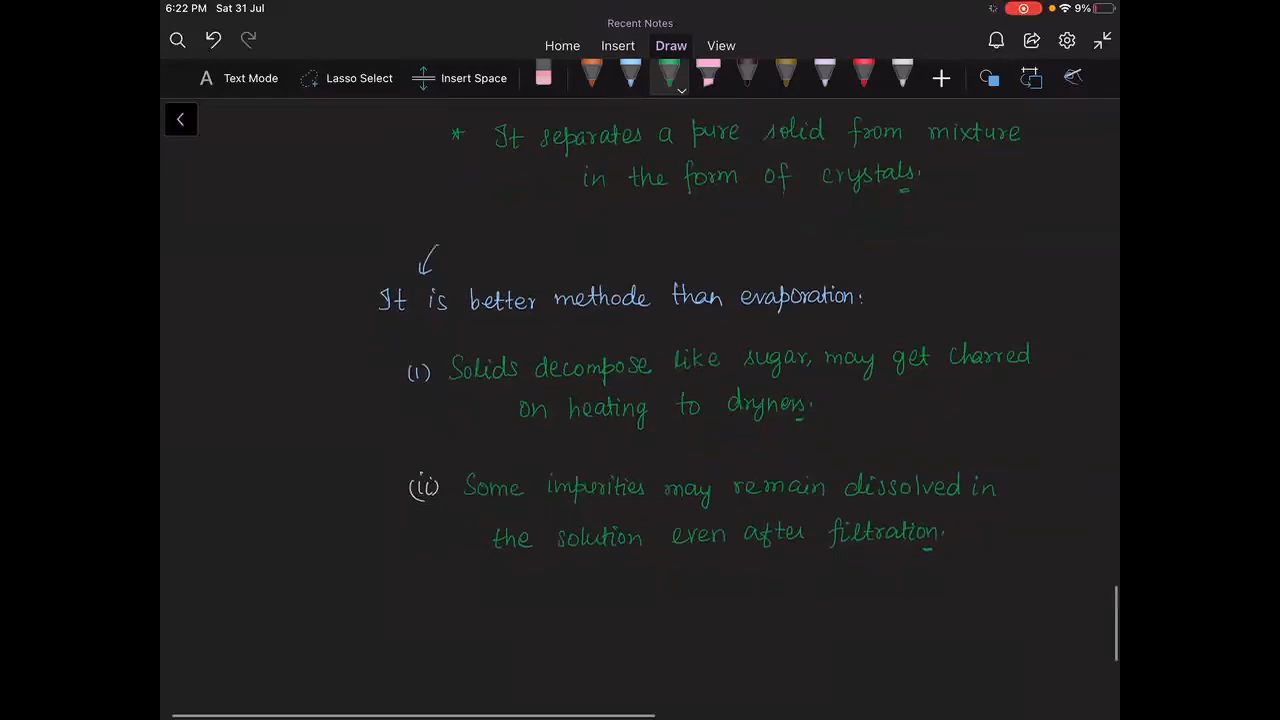 6:22 PM Sat 31 Jul
9%
Recent Notes
Home Insert Draw View
A Text Mode Lasso Select Insert Space
* It separates a pure solid from mixture
in the form of crystals.
It is better methode than evaporation:
(i) Solids decompose like sugar, may get charred
on heating to dryness.
(ii) Some impurities may remain dissolved in
the solution even after filtration.